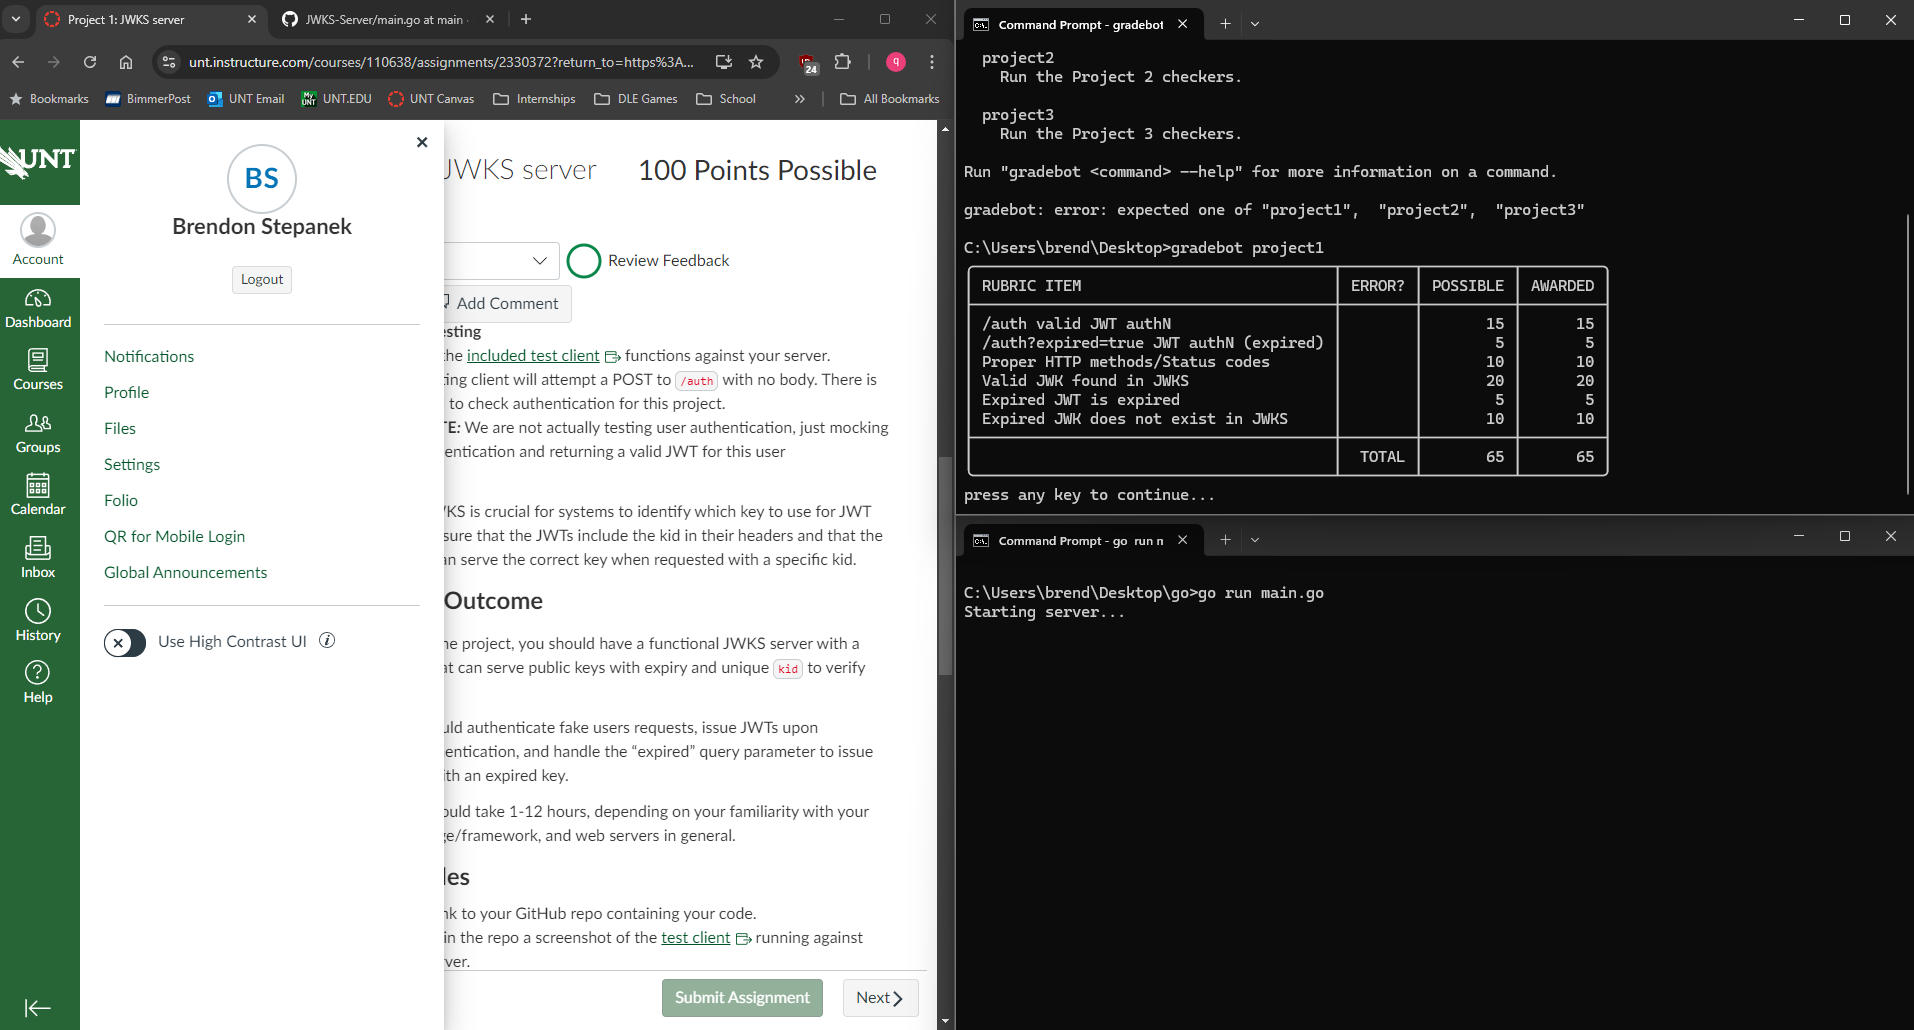 Project 1: JWKS server
JWKS-Server/main.go at main
unt.instructure.com/courses/110638/assignments/2330372?return_to=https%3A...
24
q
Bookmarks
BimmerPost
UNT Email
UNT.EDU
UNT Canvas
Internships
DLE Games
School
All Bookmarks
UNT
Account
Dashboard
Courses
Groups
Calendar
Inbox
History
Help
BS
Brendon Stepanek
Logout
Notifications
Profile
Files
Settings
Folio
QR for Mobile Login
Global Announcements
Use High Contrast UI
JWKS server
100 Points Possible
Review Feedback
Add Comment
esting
the included test client functions against your server.
ing client will attempt a POST to /auth with no body. There is
to check authentication for this project.
TE: We are not actually testing user authentication, just mocking
entication and returning a valid JWT for this user
KS is crucial for systems to identify which key to use for JWT
sure that the JWTs include the kid in their headers and that the
an serve the correct key when requested with a specific kid.
Outcome
he project, you should have a functional JWKS server with a
at can serve public keys with expiry and unique kid to verify
uld authenticate fake users requests, issue JWTs upon
entication, and handle the “expired” query parameter to issue
ith an expired key.
ould take 1-12 hours, depending on your familiarity with your
ge/framework, and web servers in general.
les
nk to your GitHub repo containing your code.
in the repo a screenshot of the test client running against
ver.
Submit Assignment
Next
Command Prompt - gradebot
project2
Run the Project 2 checkers.
project3
Run the Project 3 checkers.
Run "gradebot <command> --help" for more information on a command.
gradebot: error: expected one of "project1",  "project2",  "project3"
C:\Users\brend\Desktop>gradebot project1
RUBRIC ITEM ERROR? POSSIBLE AWARDED
/auth valid JWT authN 15 15
/auth?expired=true JWT authN (expired) 5 5
Proper HTTP methods/Status codes 10 10
Valid JWK found in JWKS 20 20
Expired JWT is expired 5 5
Expired JWK does not exist in JWKS 10 10
TOTAL 65 65
press any key to continue...
Command Prompt - go run n
C:\Users\brend\Desktop\go>go run main.go
Starting server...